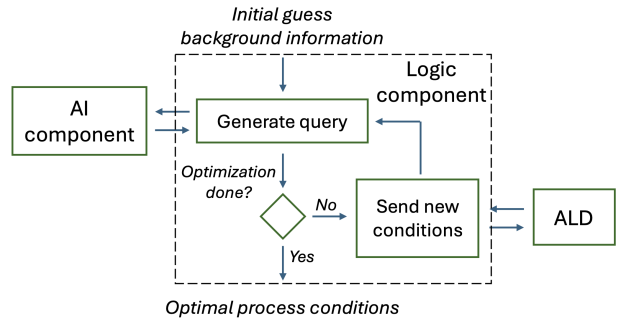 Initial guess
background information
Logic
component
AI
component
Generate query
Optimization
done?
No
Send new
conditions
ALD
Yes
Optimal process conditions